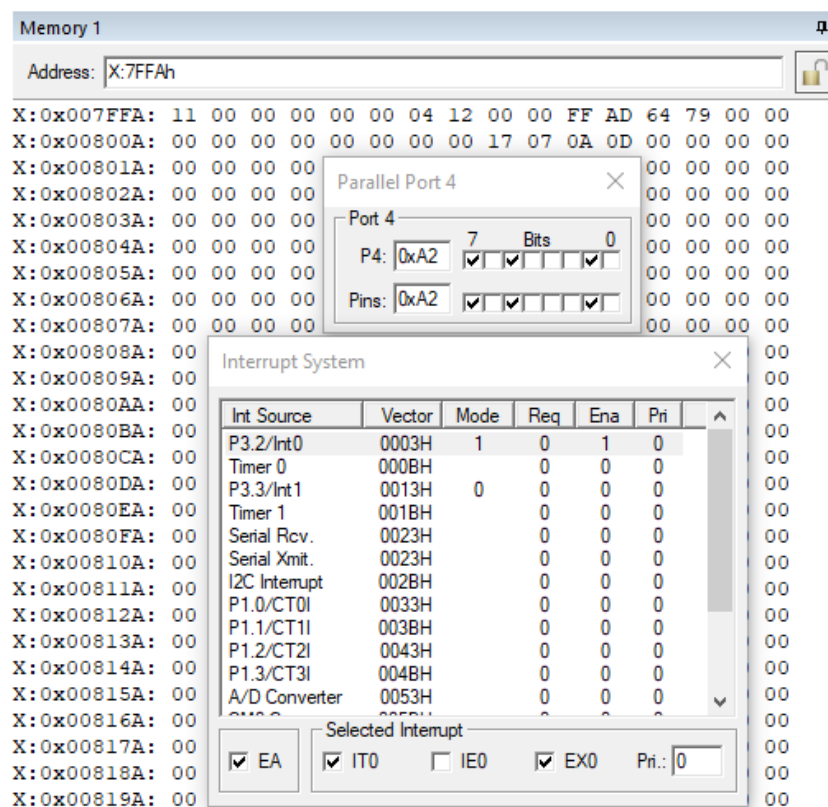 Memory 1
Address: X:7FFAh
X:0x007FFA: 11 00 00 00 00 00 04 12 00 00 FF AD 64 79 00 00
X:0x00800A: 00 00 00 00 00 00 00 00 17 07 0A 0D 00 00 00 00
X:0x00801A: 00 00 00 00 00 00 00 00
X:0x00802A: 00 00 00 00 00 00 00 00
X:0x00803A: 00 00 00 00 00 00 00 00
X:0x00804A: 00 00 00 00 00 00 00 00
X:0x00805A: 00 00 00 00 00 00 00 00
X:0x00806A: 00 00 00 00 00 00 00 00
X:0x00807A: 00 00 00 00 00 00 00 00
X:0x00808A: 00 00
X:0x00809A: 00 00
X:0x0080AA: 00 00
X:0x0080BA: 00 00
X:0x0080CA: 00 00
X:0x0080DA: 00 00
X:0x0080EA: 00 00
X:0x0080FA: 00 00
X:0x00810A: 00 00
X:0x00811A: 00 00
X:0x00812A: 00 00
X:0x00813A: 00 00
X:0x00814A: 00 00
X:0x00815A: 00 00
X:0x00816A: 00 00
X:0x00817A: 00 00
X:0x00818A: 00 00
X:0x00819A: 00 00
Parallel Port 4
Port 4
7 Bits 0
P4: 0xA2
Pins: 0xA2
Interrupt System
Int Source Vector Mode Req Ena Pri
P3.2/Int0 0003H 1 0 1 0
Timer 0 000BH 0 0 0
P3.3/Int1 0013H 0 0 0 0
Timer 1 001BH 0 0 0
Serial Rcv. 0023H 0 0 0
Serial Xmit. 0023H 0 0 0
I2C Interrupt 002BH 0 0 0
P1.0/CT0I 0033H 0 0 0
P1.1/CT1I 003BH 0 0 0
P1.2/CT2I 0043H 0 0 0
P1.3/CT3I 004BH 0 0 0
A/D Converter 0053H 0 0 0
Selected Interrupt
EA IT0 IE0 EX0 Pri.: 0